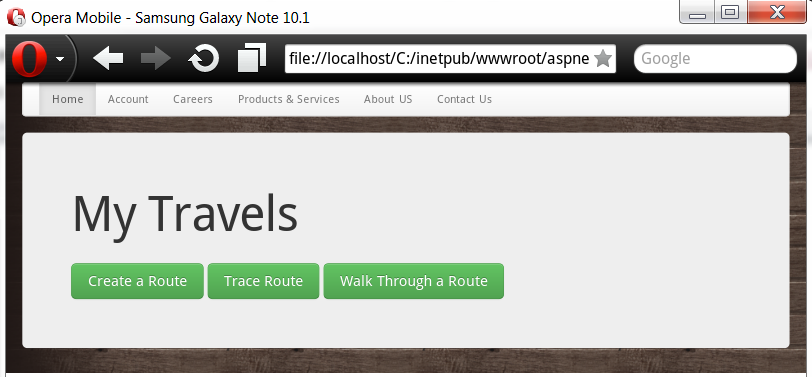 Opera Mobile - Samsung Galaxy Note 10.1
file://localhost/C:/inetpub/wwwroot/aspne
Google
Home Account Careers Products & Services About US Contact Us
My Travels
Create a Route Trace Route Walk Through a Route